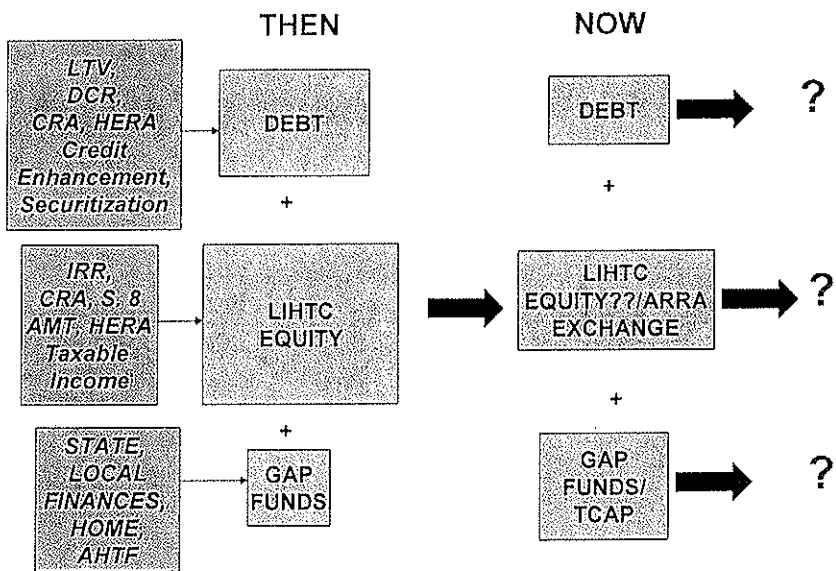 THEN
NOW
LTV,
DCR,
CRA, HERA
Credit
Enhancement,
Securitization
DEBT
DEBT
?
+
+
IRR,
CRA, S. 8
AMT, HERA
Taxable
Income
LIHTC
EQUITY
LIHTC
EQUITY??/ARRA
EXCHANGE
?
+
+
STATE,
LOCAL
FINANCES,
HOME,
AHTF
GAP
FUNDS
GAP
FUNDS/
TCAP
?